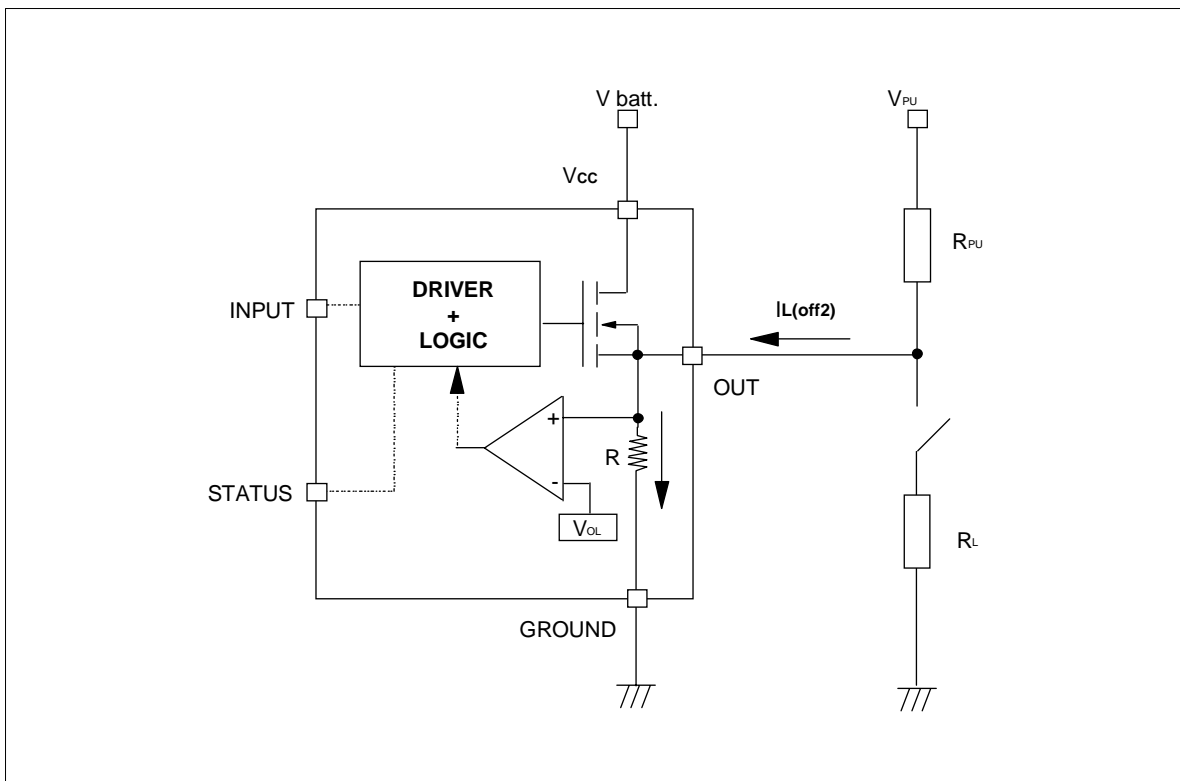 V batt.
VPU
Vcc
RPU
DRIVER
+
LOGIC
INPUT
IL(off2)
OUT
+
R
-
STATUS
VOL
RL
GROUND